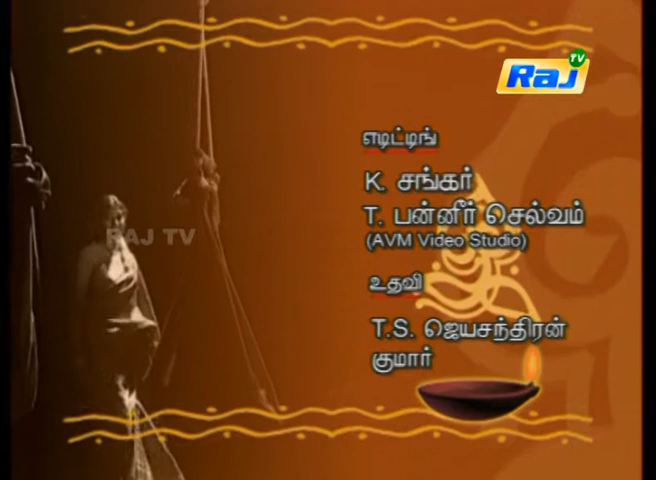 Raj TV
எடிட்டிங்
K. சங்கர்
T. பன்னீர் செல்வம்
(AVM Video Studio)
RAJ TV
உதவி
T.S. ஜெயசந்திரன்
குமார்